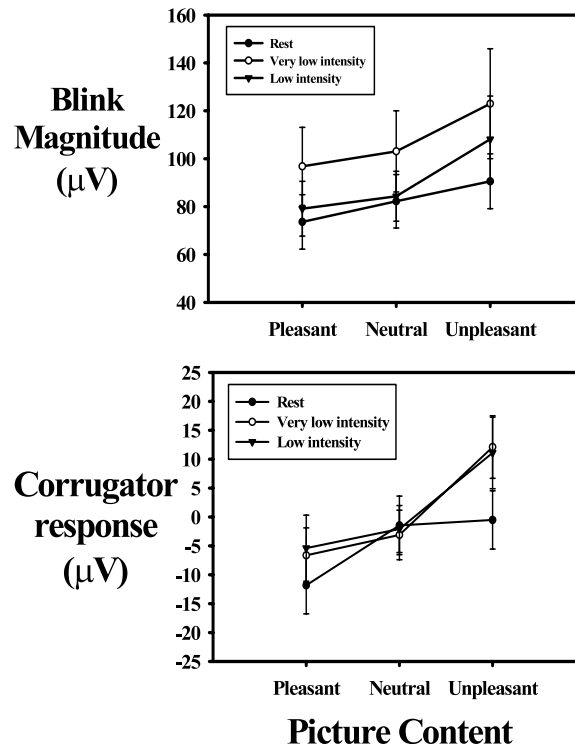 160
140
120
100
80
60
40
Blink
Magnitude
(μV)
Rest
Very low intensity
Low intensity
Pleasant Neutral Unpleasant
25
20
15
10
5
0
-5
-10
-15
-20
-25
Corrugator
response
(μV)
Rest
Very low intensity
Low intensity
Pleasant Neutral Unpleasant
Picture Content